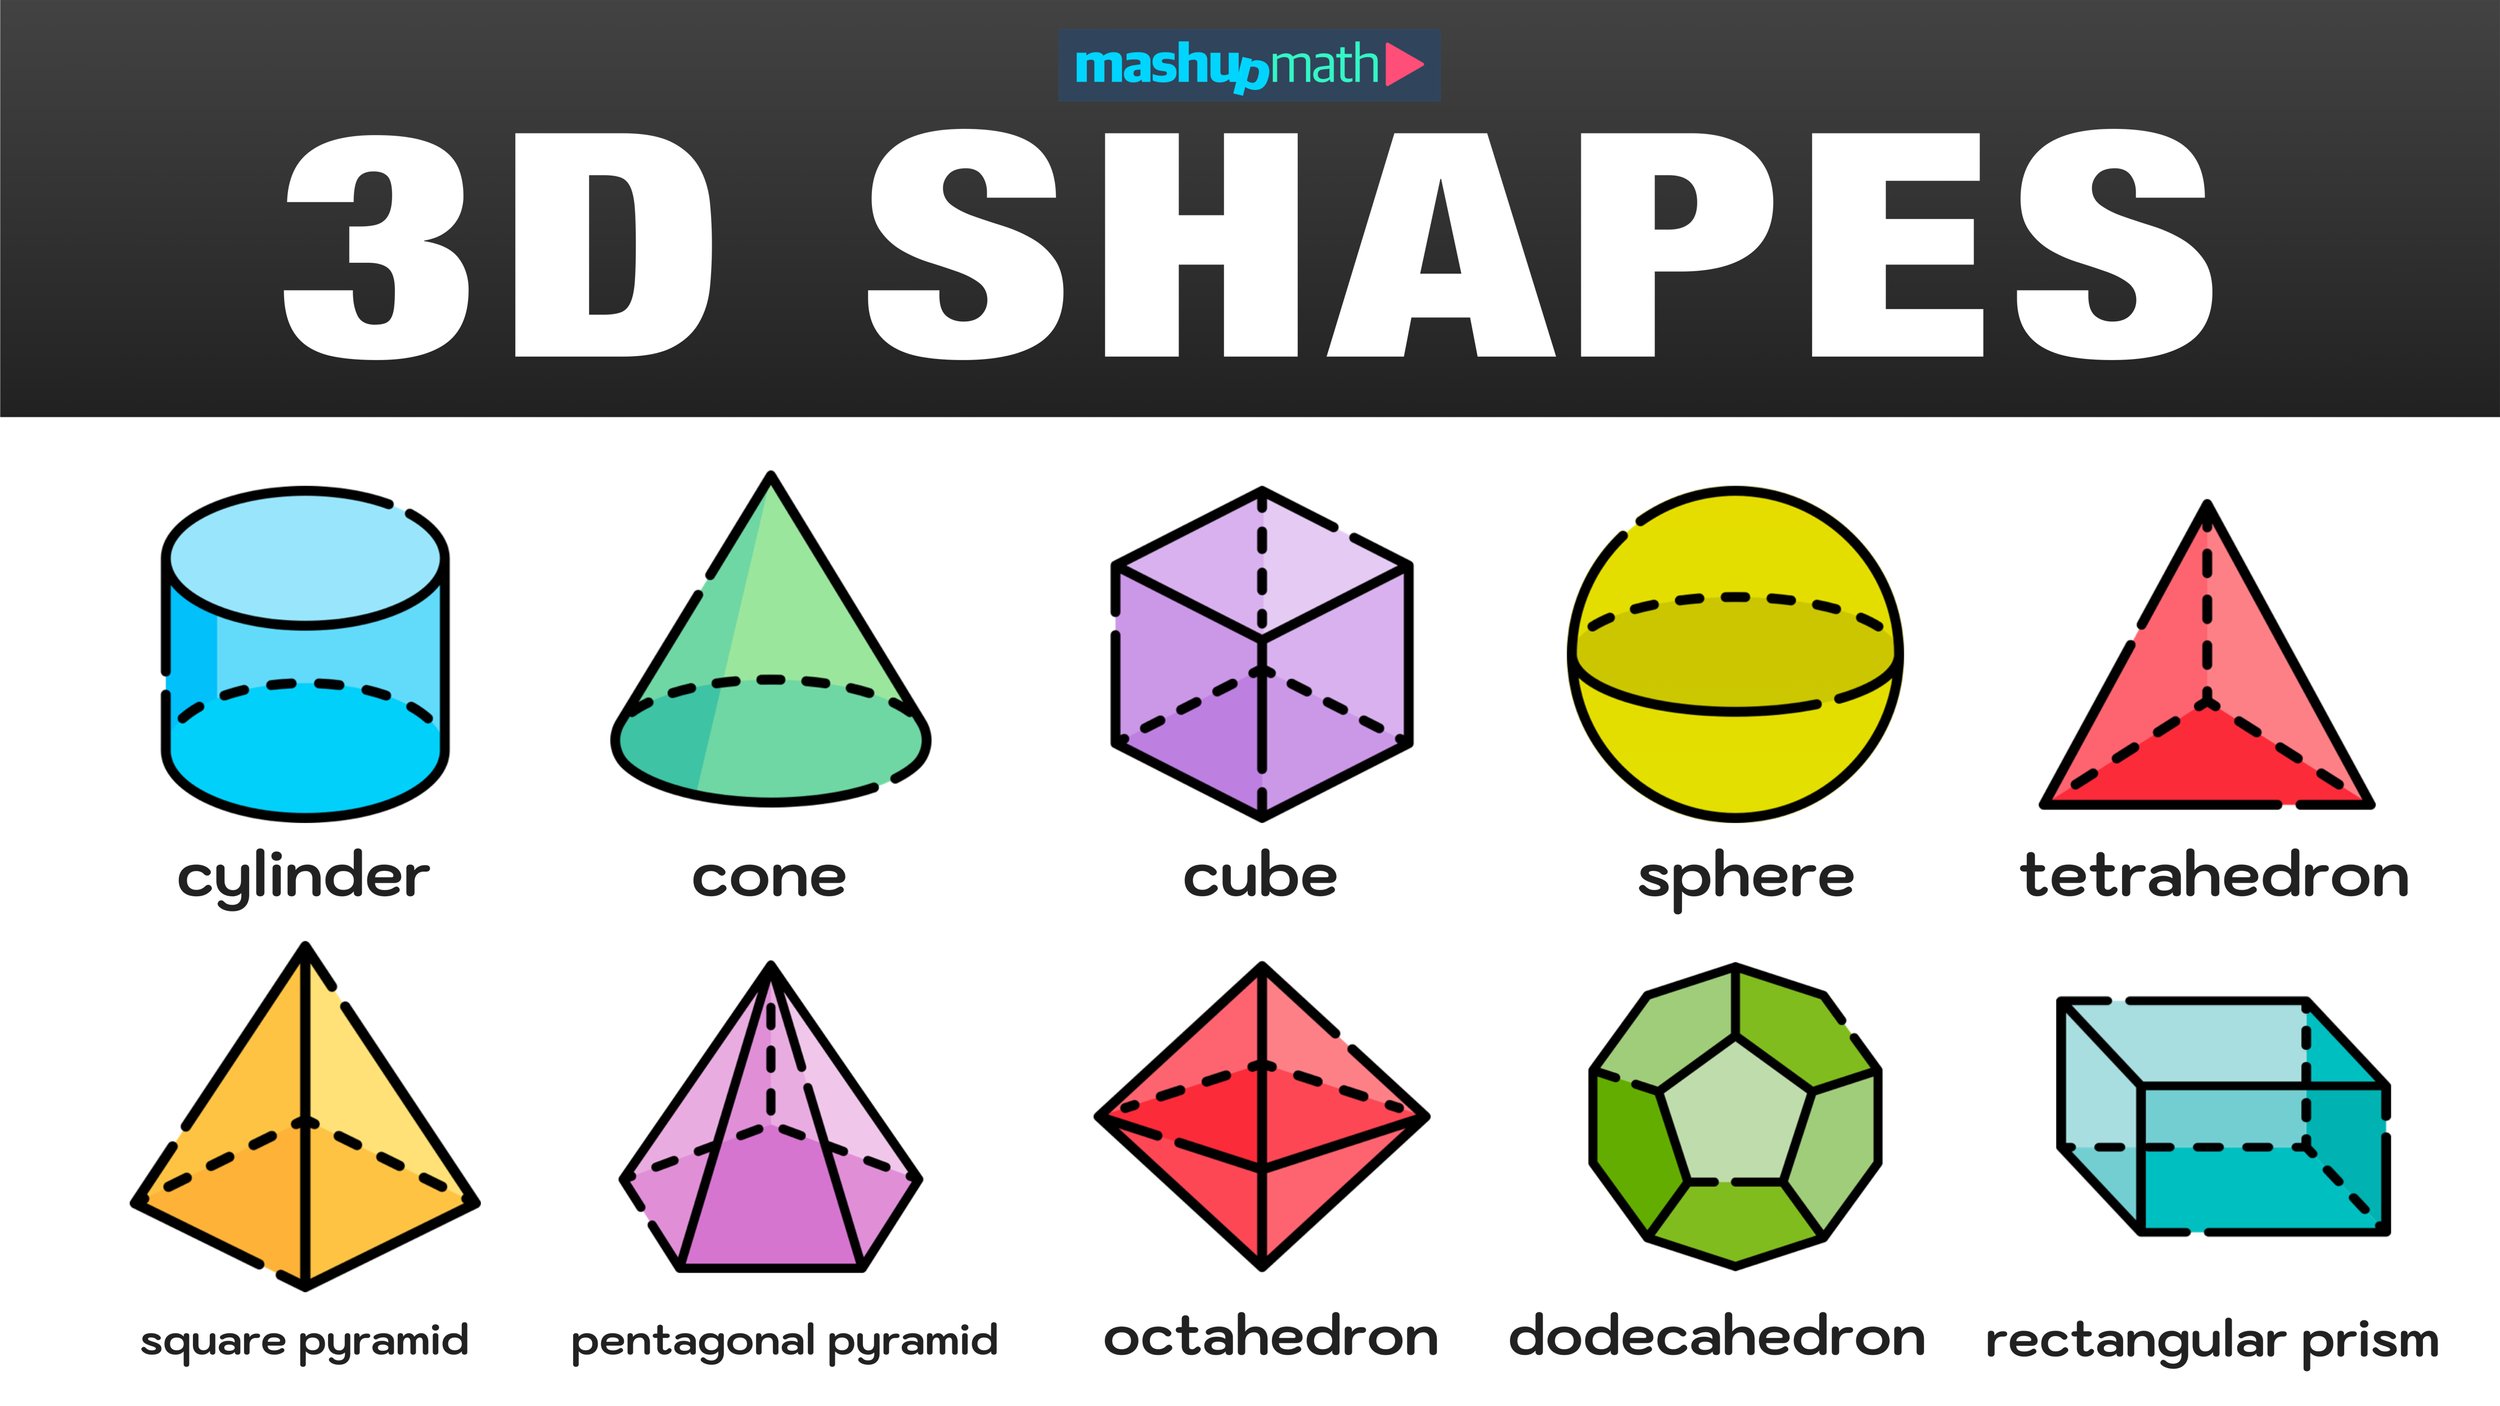 mashupmath
3D SHAPES
cylinder
cone
cube
sphere
tetrahedron
square pyramid
pentagonal pyramid
octahedron
dodecahedron
rectangular prism